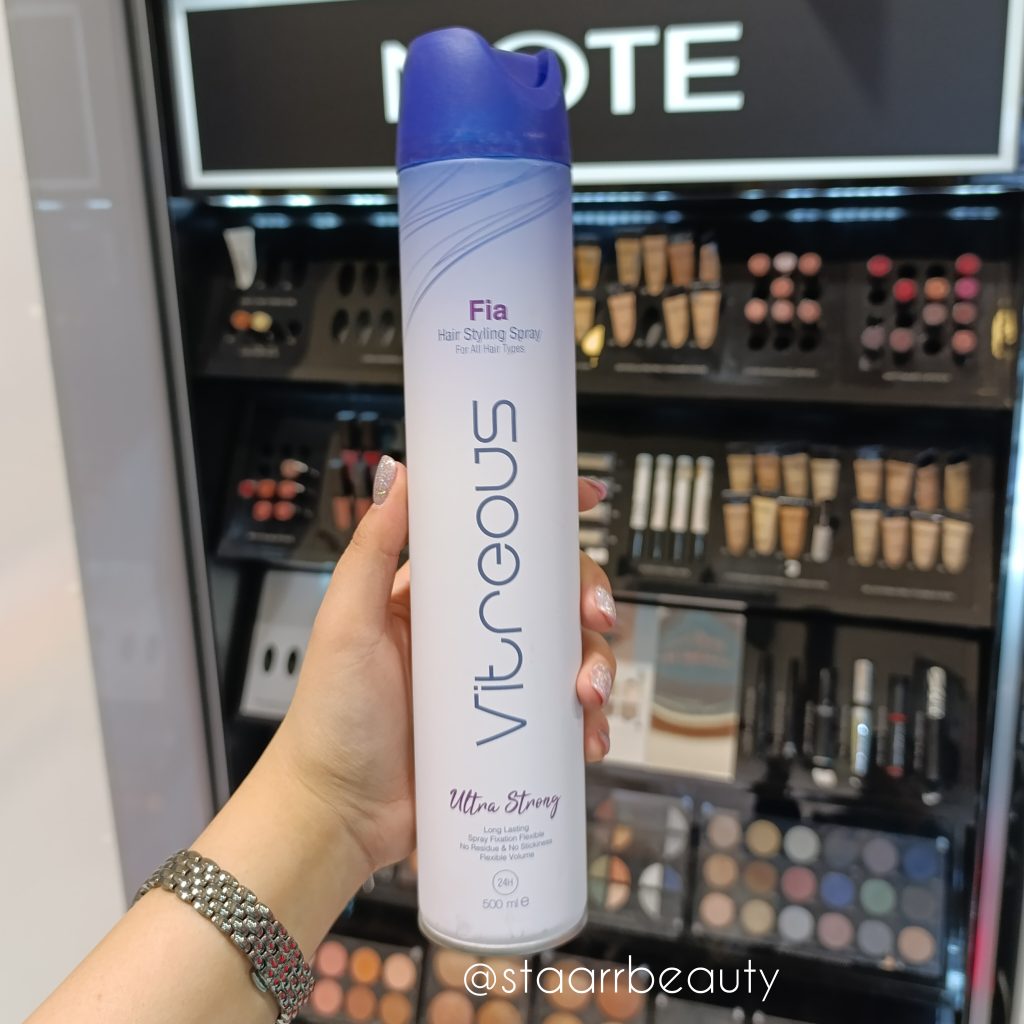 NOTE
Fia
Hair Styling Spray
For All Hair Types
Vitreous
Ultra Strong
Long Lasting
Spray Fixation Flexible
No Residue & No Stickiness
Flexible Volume
24H
500 ml e
@staarrbeauty